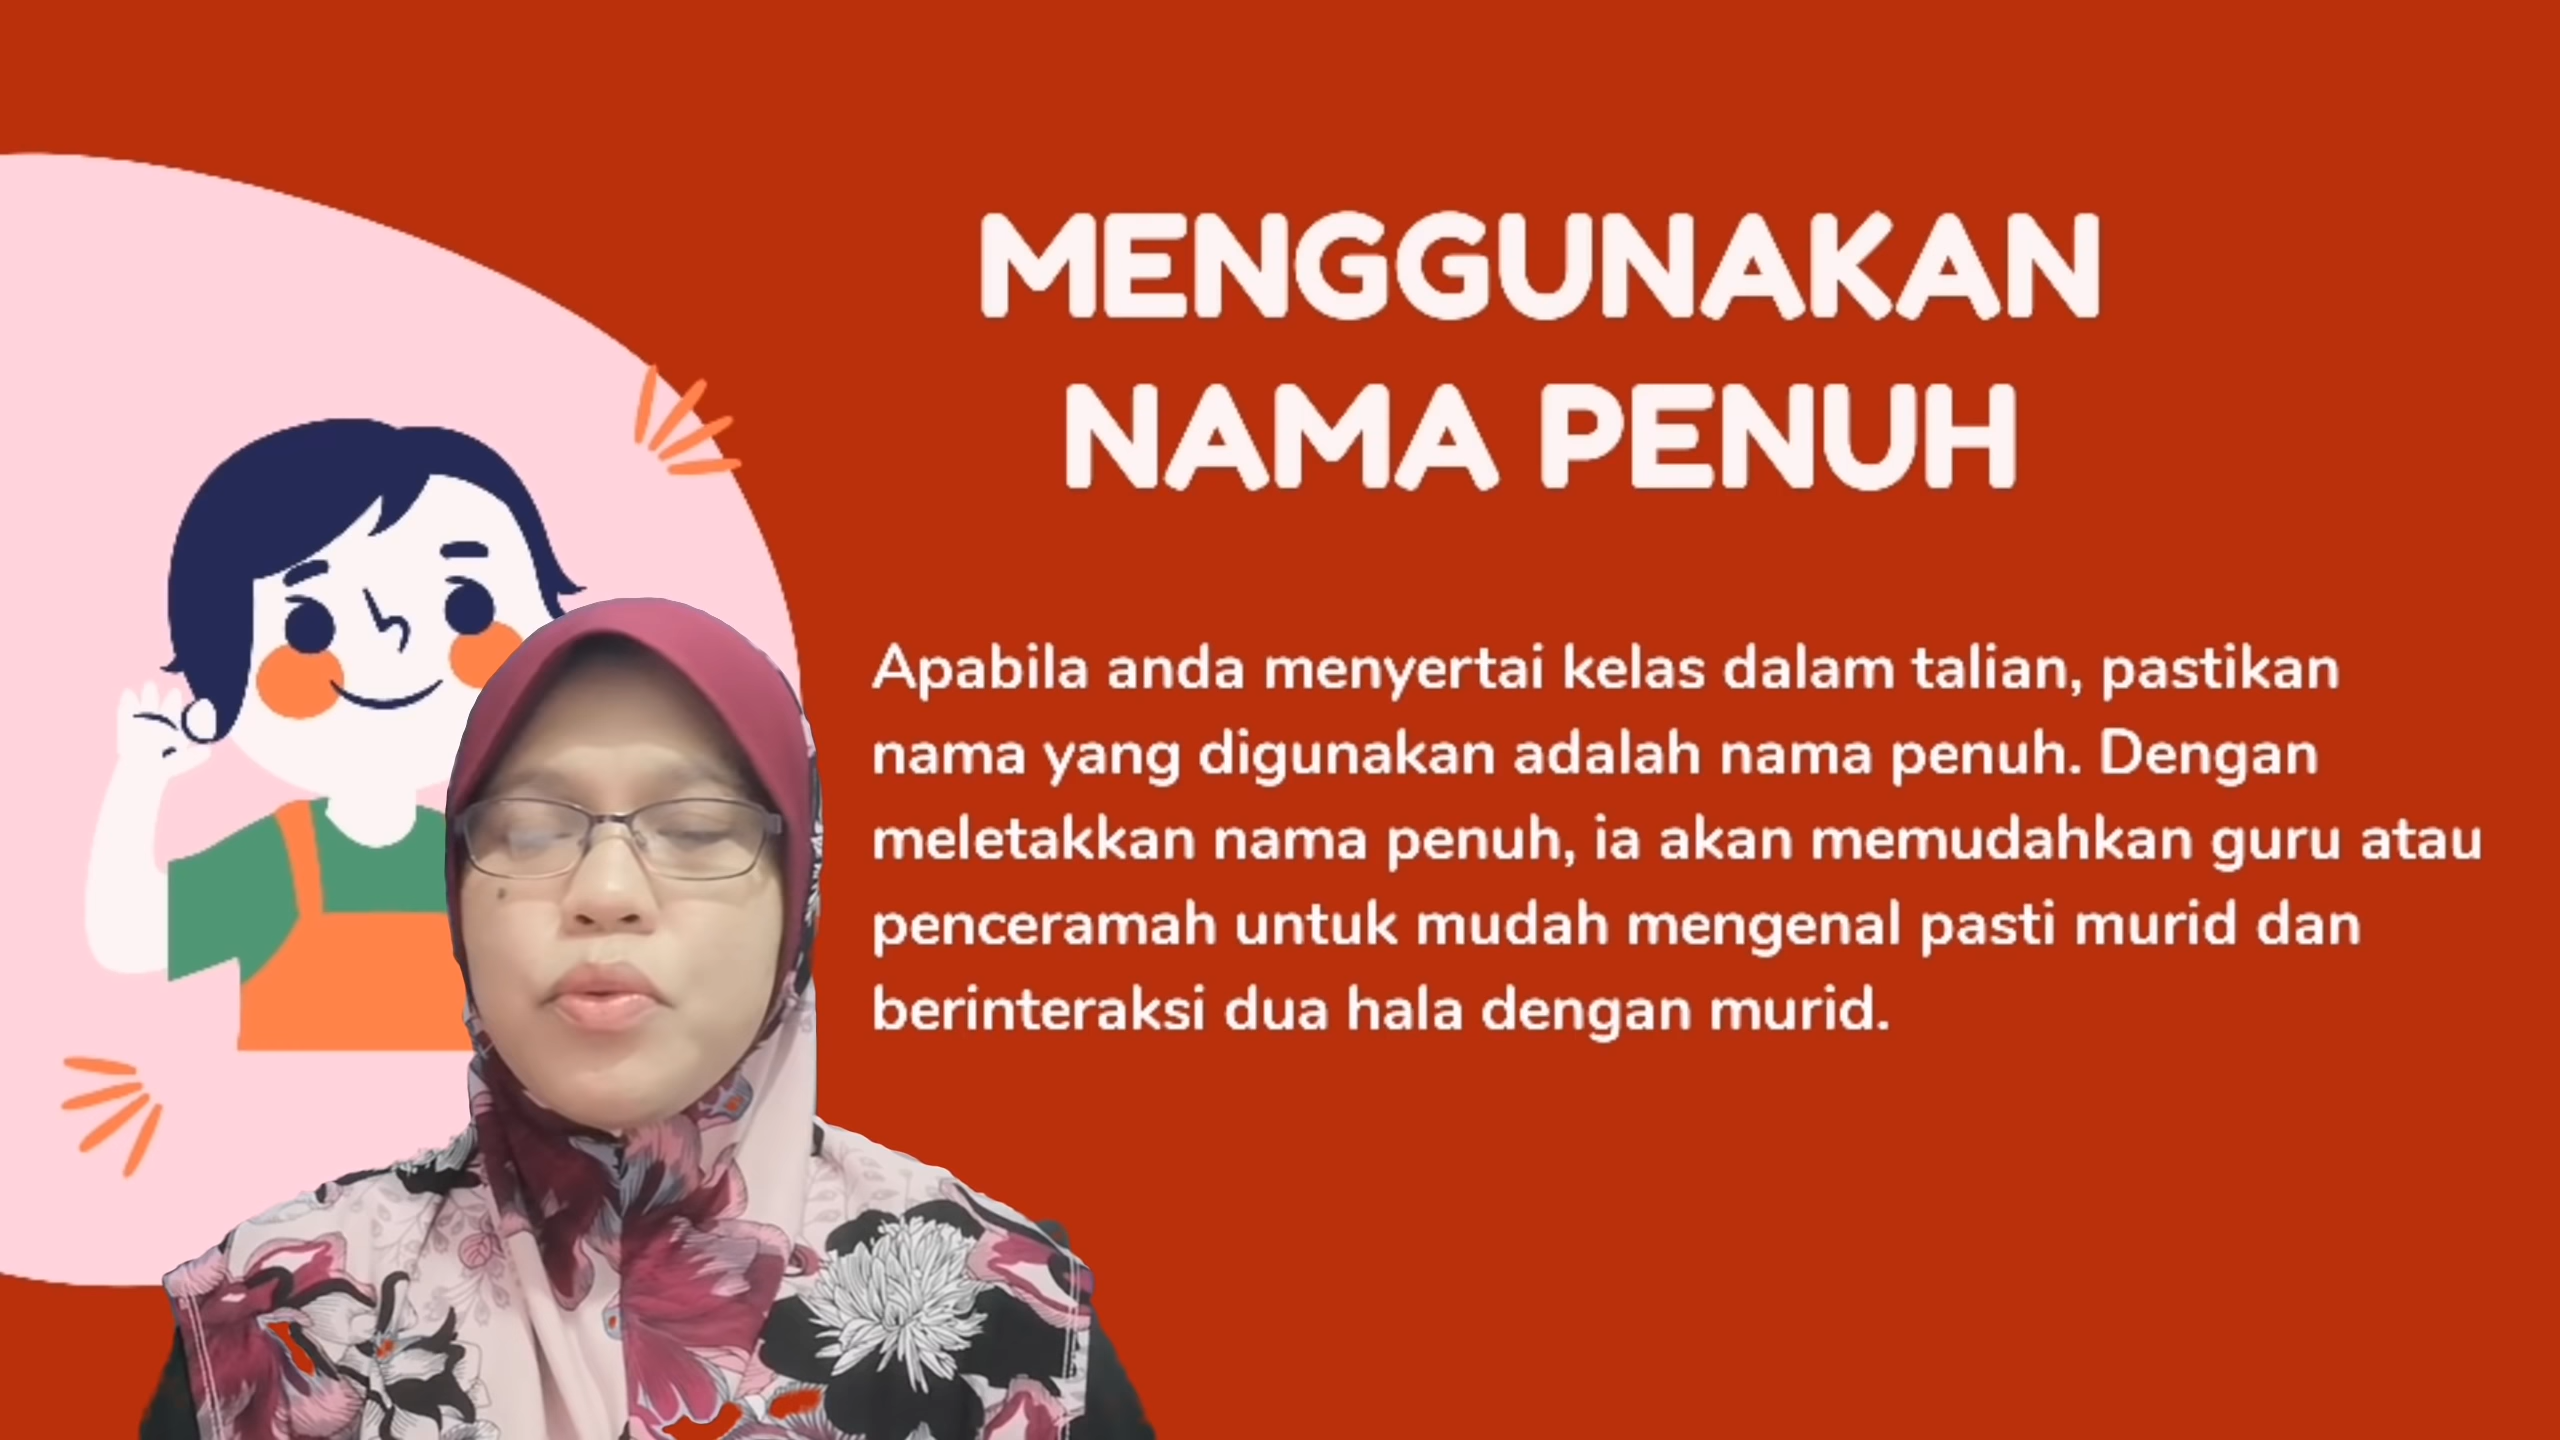 MENGGUNAKAN
NAMA PENUH
Apabila anda menyertai kelas dalam talian, pastikan
nama yang digunakan adalah nama penuh. Dengan
meletakkan nama penuh, ia akan memudahkan guru atau
penceramah untuk mudah mengenal pasti murid dan
berinteraksi dua hala dengan murid.